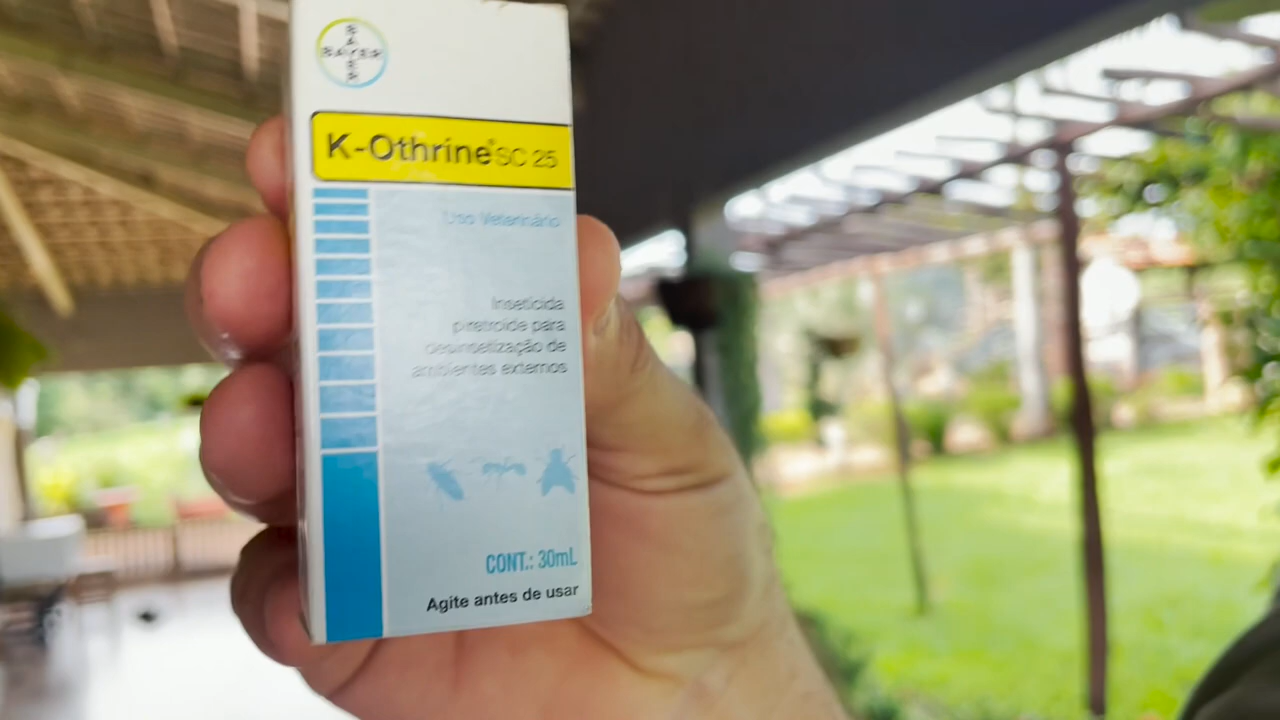 BAYER
K-Othrine® SC 25
Uso Veterinário
Inseticida
piretroide para
desinsetização de
ambientes externos
CONT.: 30mL
Agite antes de usar